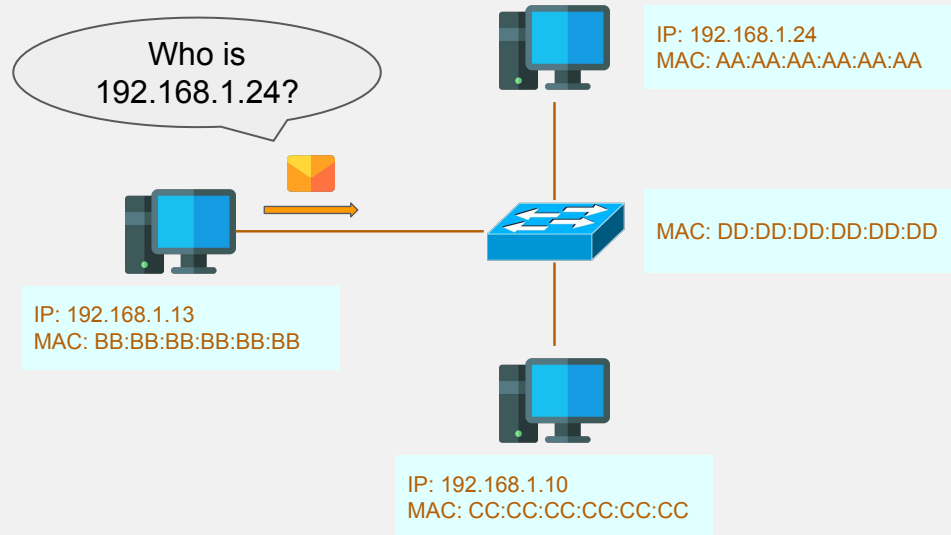 Who is
192.168.1.24?
IP: 192.168.1.24
MAC: AA:AA:AA:AA:AA:AA
MAC: DD:DD:DD:DD:DD:DD
IP: 192.168.1.13
MAC: BB:BB:BB:BB:BB:BB
IP: 192.168.1.10
MAC: CC:CC:CC:CC:CC:CC